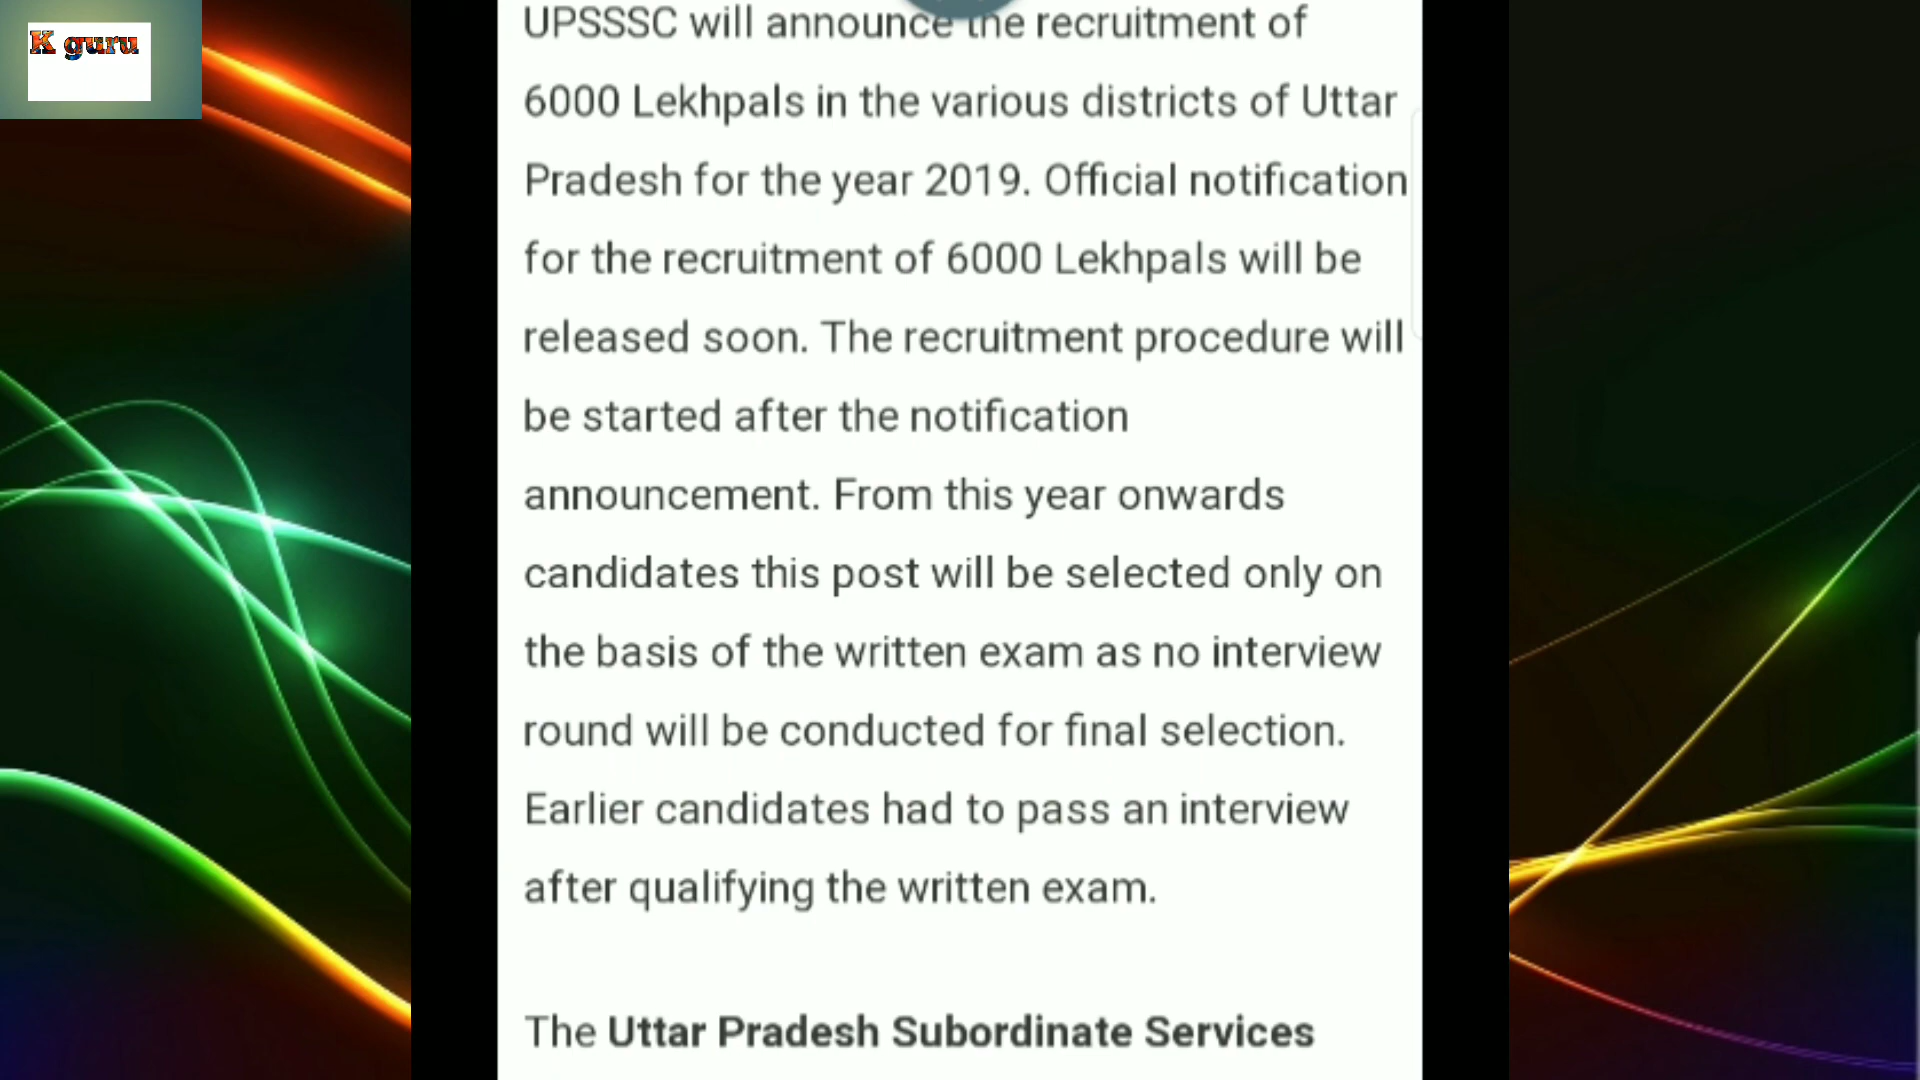 K guru
UPSSSC will announce the recruitment of
6000 Lekhpals in the various districts of Uttar
Pradesh for the year 2019. Official notification
for the recruitment of 6000 Lekhpals will be
released soon. The recruitment procedure will
be started after the notification
announcement. From this year onwards
candidates this post will be selected only on
the basis of the written exam as no interview
round will be conducted for final selection.
Earlier candidates had to pass an interview
after qualifying the written exam.
The Uttar Pradesh Subordinate Services